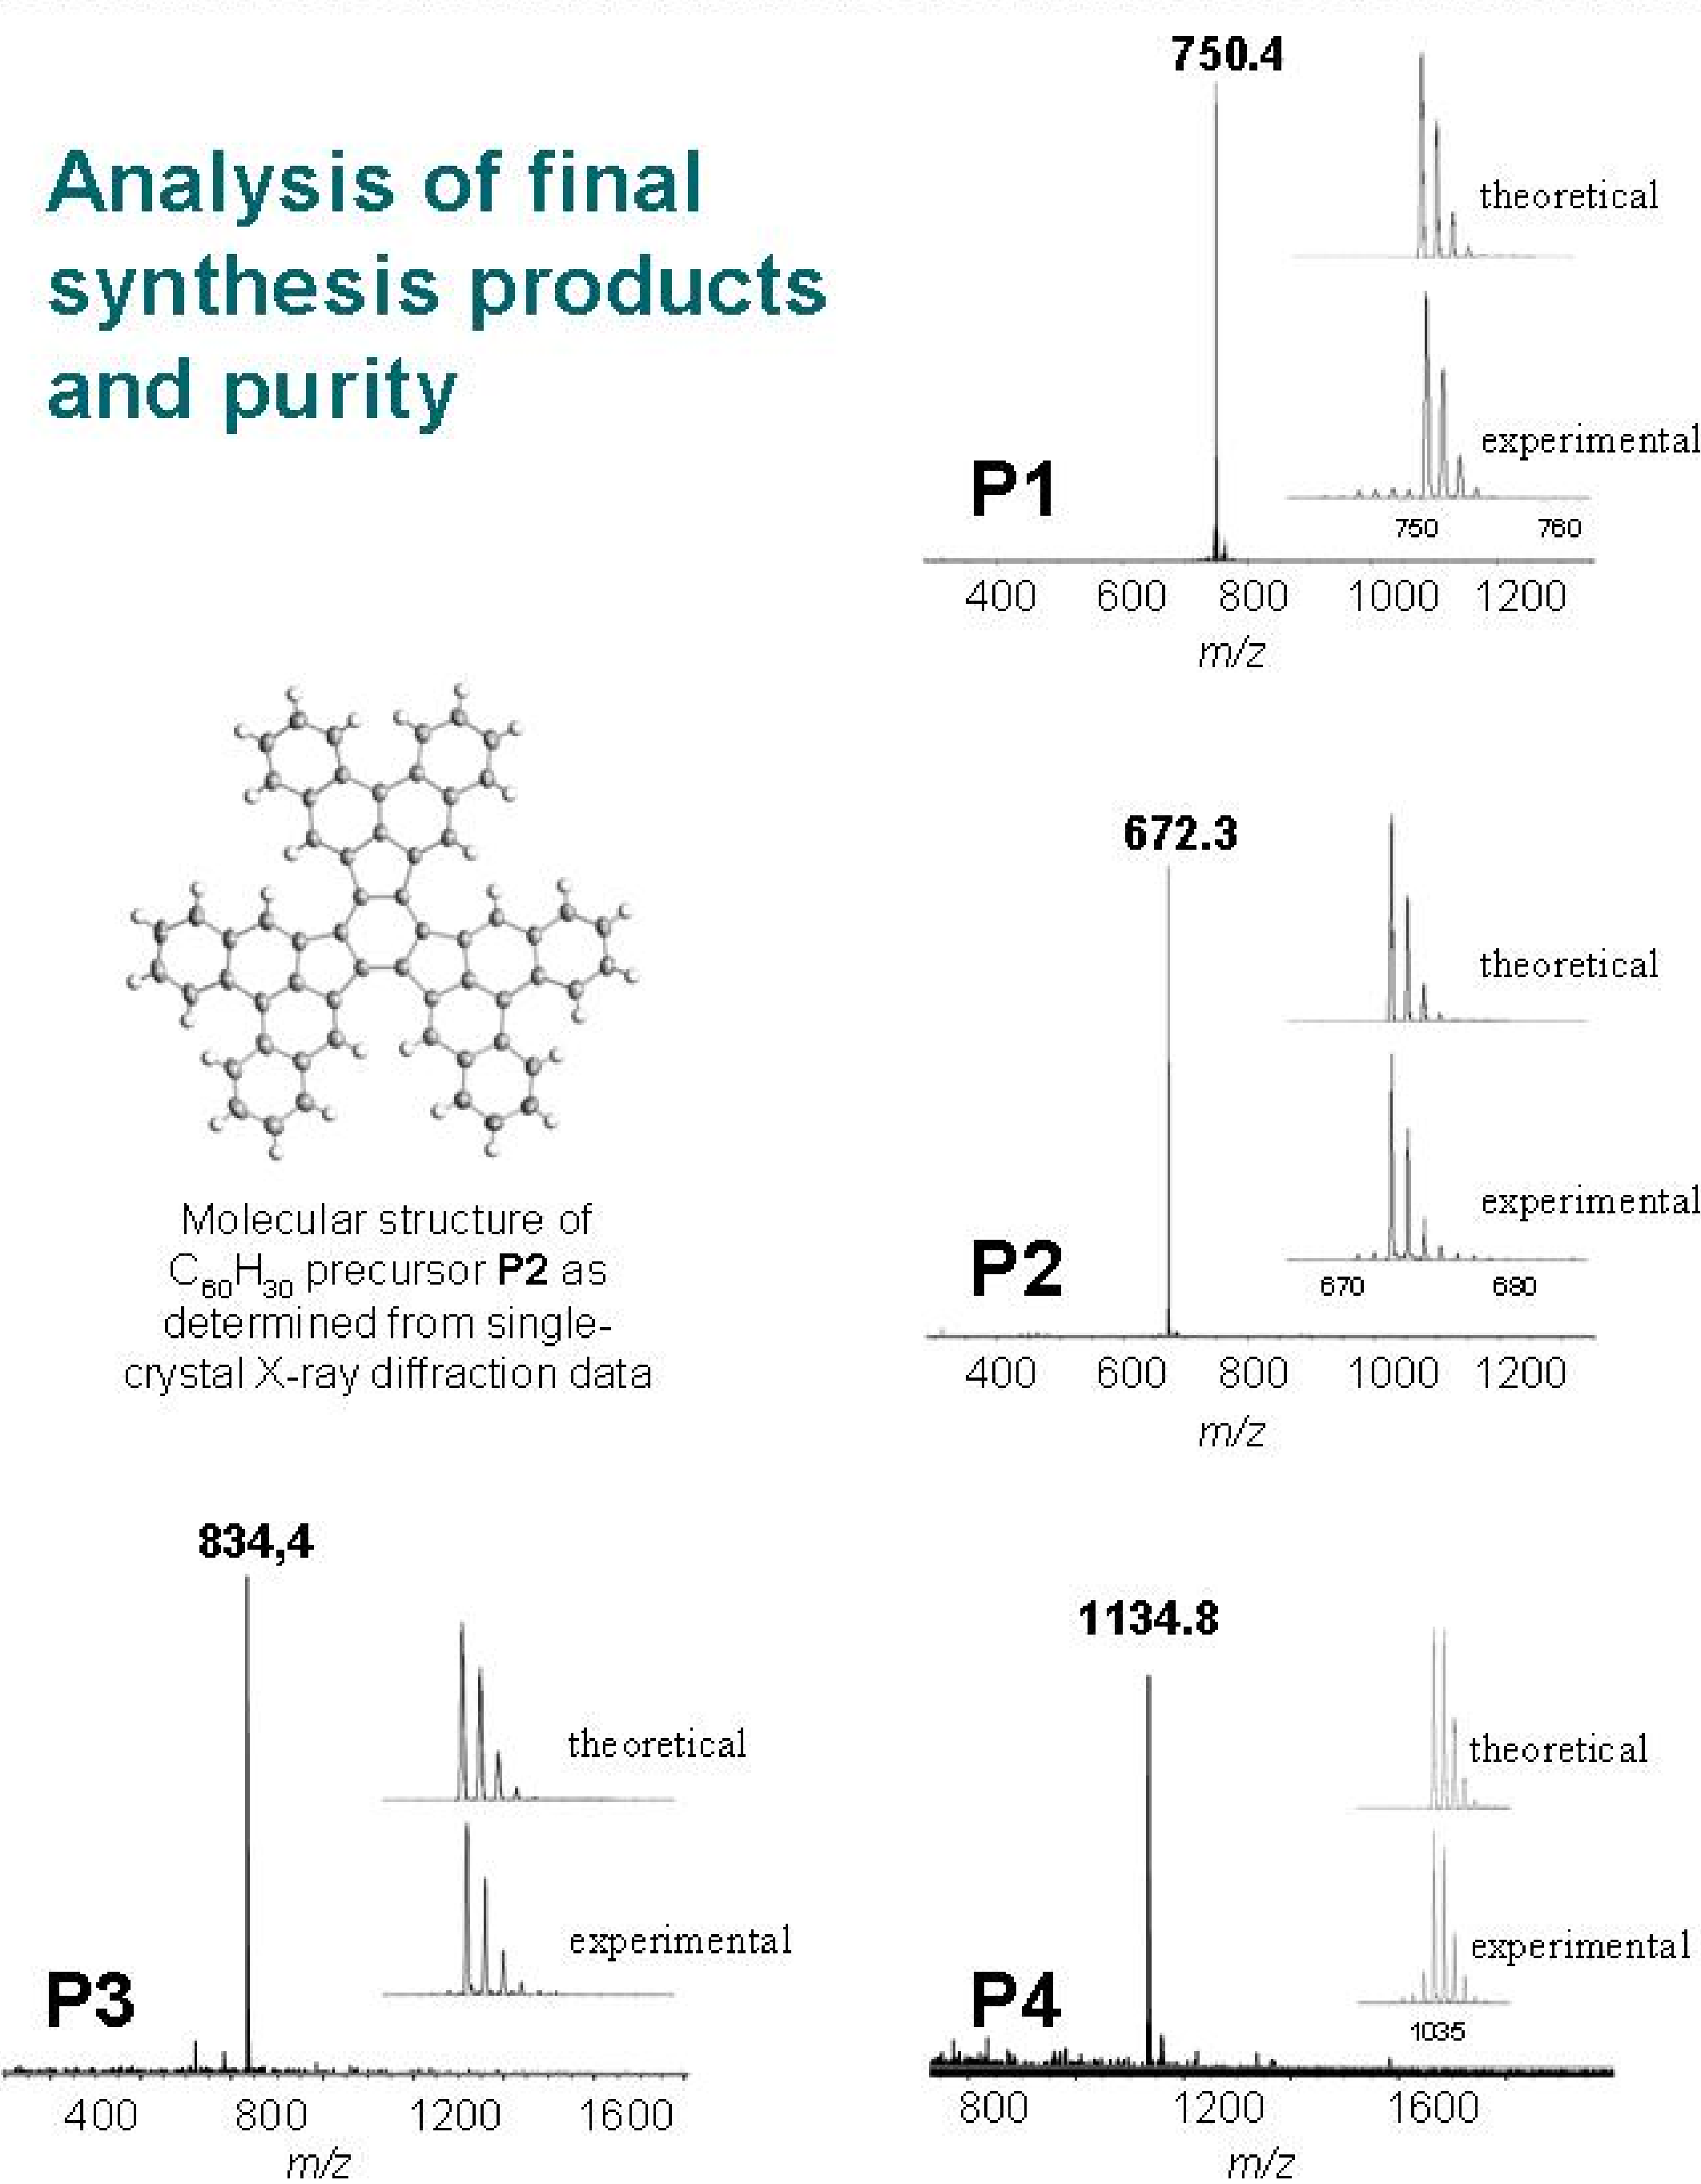 Analysis of final
synthesis products
and purity
750.4
theoretical
experimental
P1
750 760
400 600 800 1000 1200
m/z
Molecular structure of
C60H30 precursor P2 as
determined from single-
crystal X-ray diffraction data
672.3
theoretical
experimental
P2
670 680
400 600 800 1000 1200
m/z
834,4
theoretical
experimental
P3
400 800 1200 1600
m/z
1134.8
theoretical
experimental
P4
1035
800 1200 1600
m/z